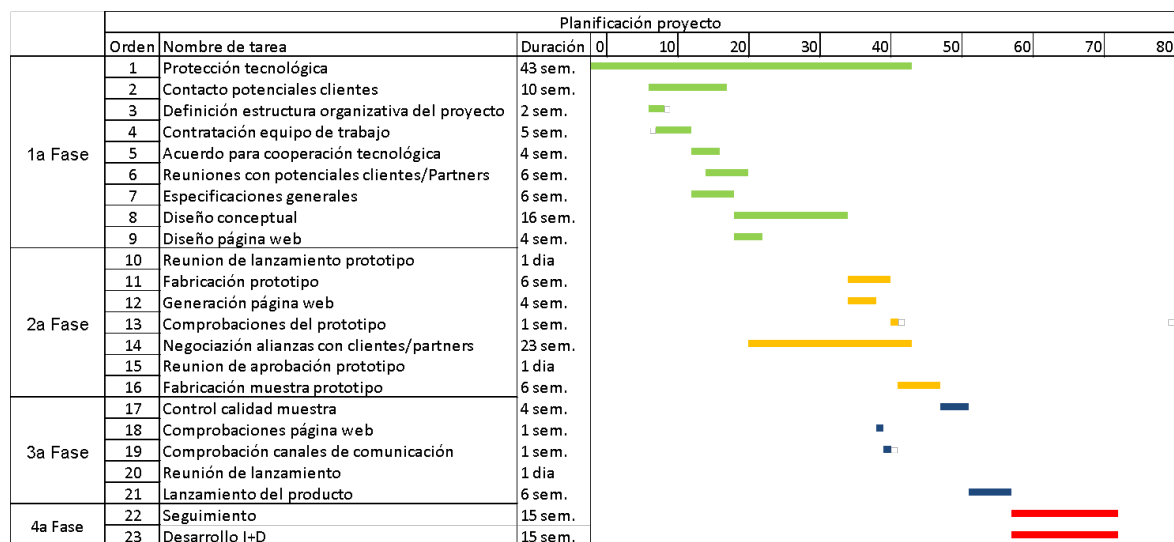 Planificación proyecto
Orden Nombre de tarea Duración 0 10 20 30 40 50 60 70 80
1a Fase
1 Protección tecnológica 43 sem.
2 Contacto potenciales clientes 10 sem.
3 Definición estructura organizativa del proyecto 2 sem.
4 Contratación equipo de trabajo 5 sem.
5 Acuerdo para cooperación tecnológica 4 sem.
6 Reuniones con potenciales clientes/Partners 6 sem.
7 Especificaciones generales 6 sem.
8 Diseño conceptual 16 sem.
9 Diseño página web 4 sem.
2a Fase
10 Reunion de lanzamiento prototipo 1 dia
11 Fabricación prototipo 6 sem.
12 Generación página web 4 sem.
13 Comprobaciones del prototipo 1 sem.
14 Negociazión alianzas con clientes/partners 23 sem.
15 Reunion de aprobación prototipo 1 dia
16 Fabricación muestra prototipo 6 sem.
3a Fase
17 Control calidad muestra 4 sem.
18 Comprobaciones página web 1 sem.
19 Comprobación canales de comunicación 1 sem.
20 Reunión de lanzamiento 1 dia
21 Lanzamiento del producto 6 sem.
4a Fase
22 Seguimiento 15 sem.
23 Desarrollo I+D 15 sem.